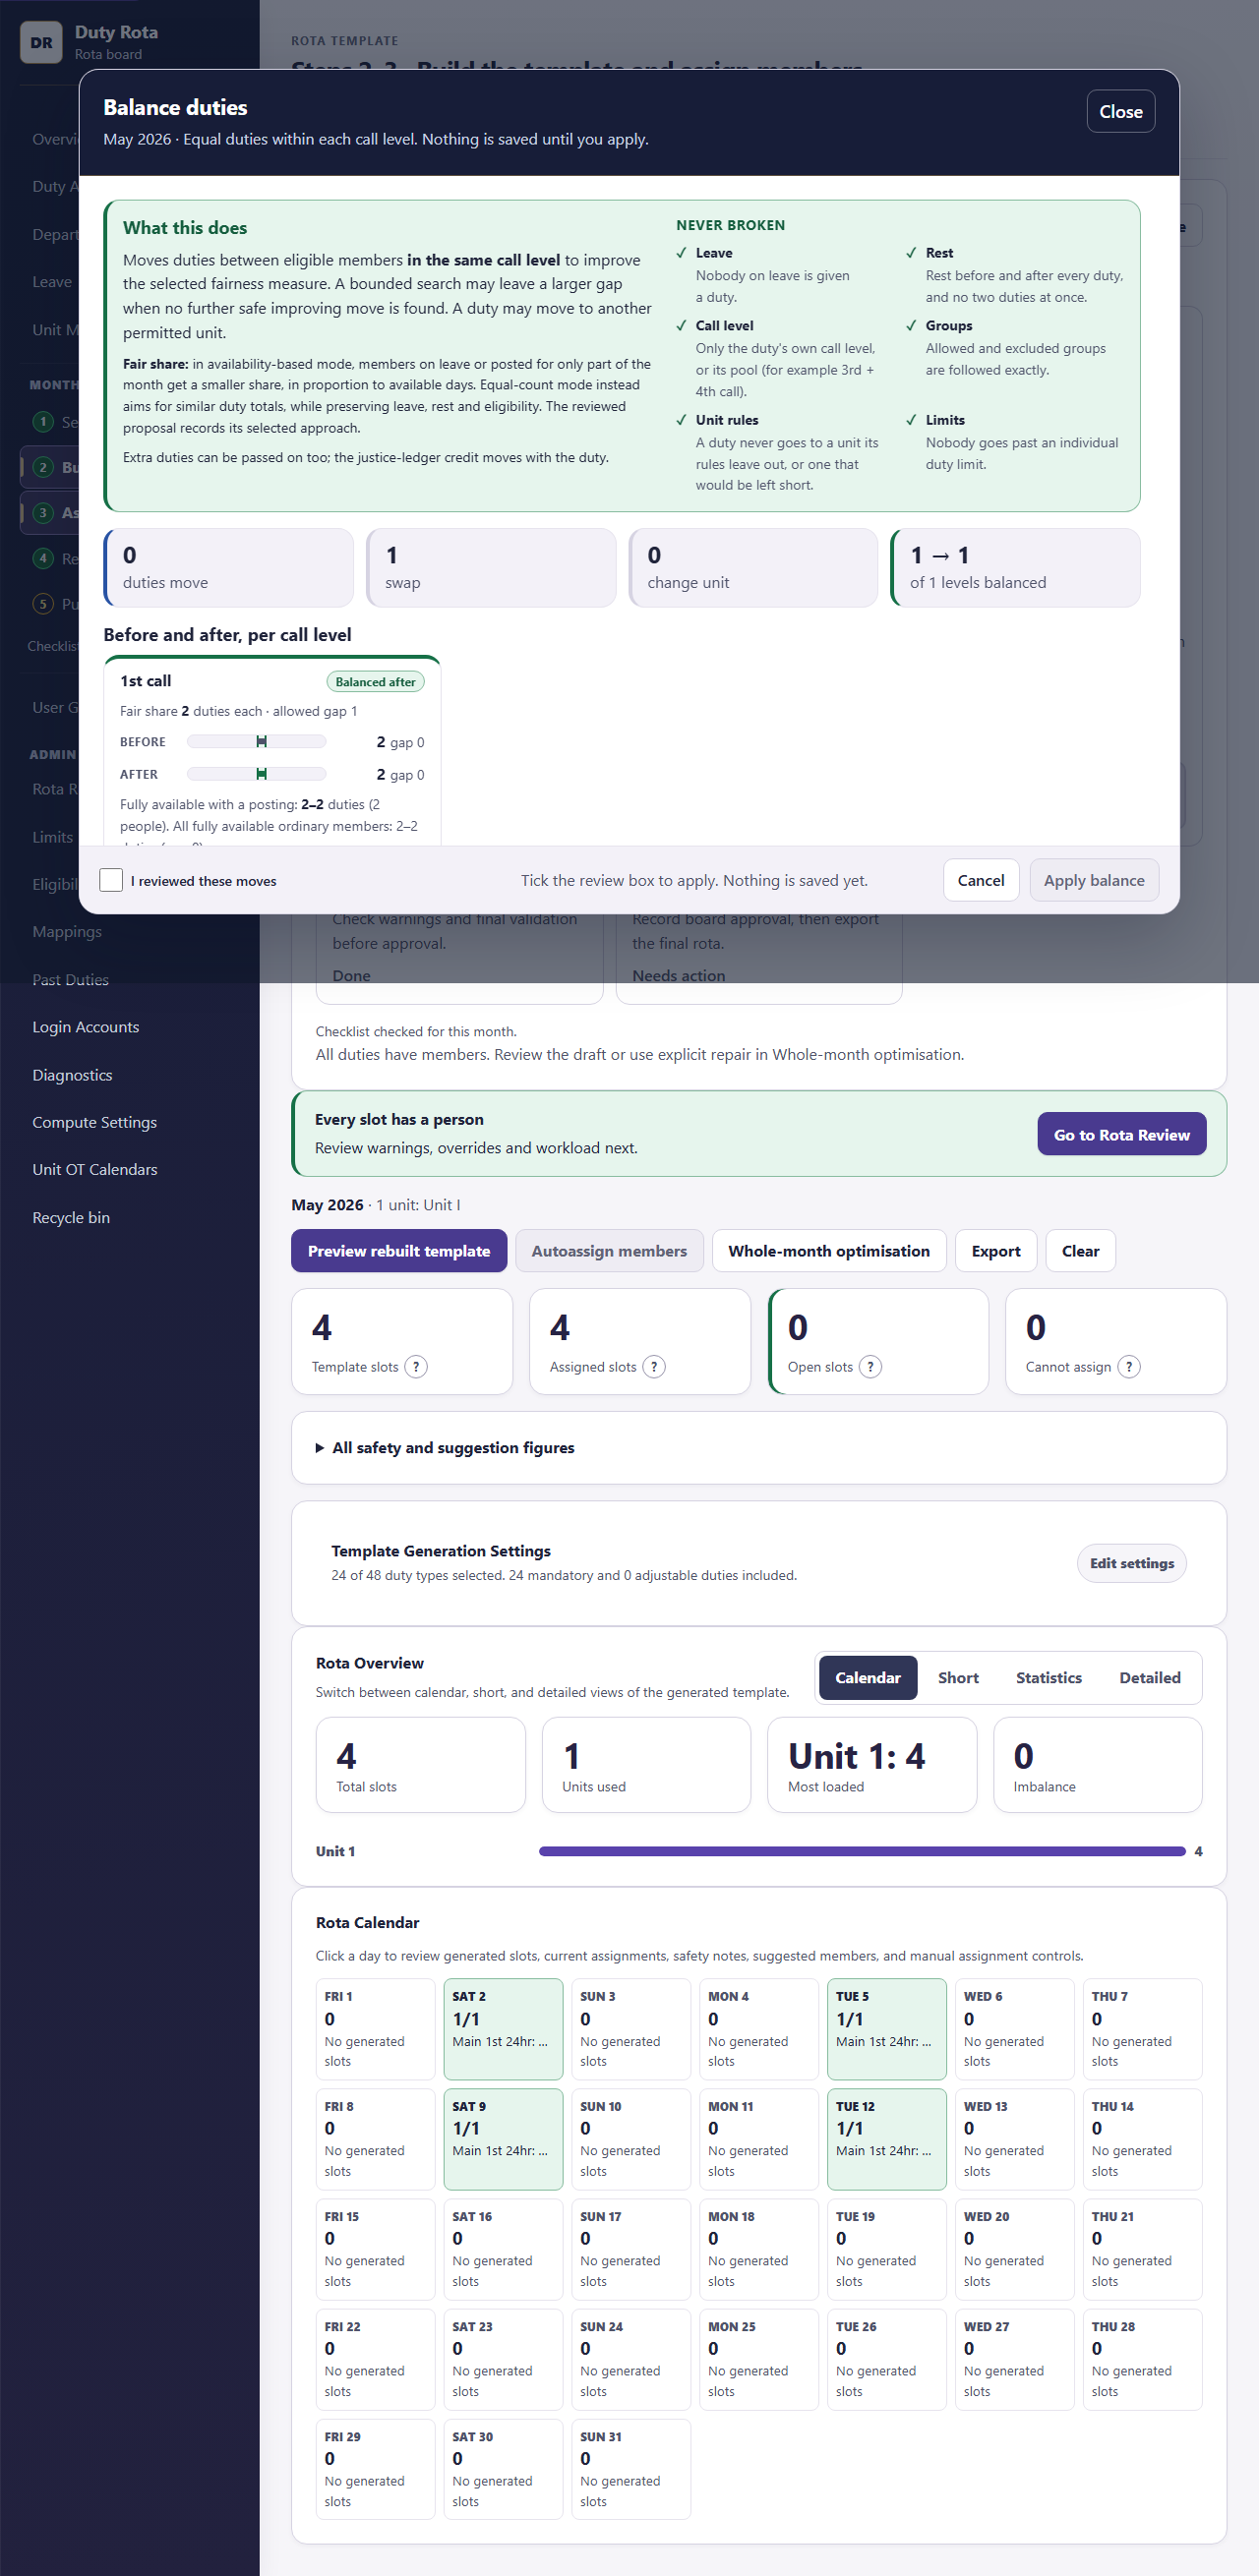 DR
Duty Rota
Rota board
Overvi
Duty A
Depart
Leave
Unit M
MONTH
1 Se
2 Bu
3 As
4 Re
5 Pu
Checklist
User G
ADMIN
Rota R
Limits
Eligibil
Mappings
Past Duties
Login Accounts
Diagnostics
Compute Settings
Unit OT Calendars
Recycle bin
ROTA TEMPLATE
Balance duties
May 2026 · Equal duties within each call level. Nothing is saved until you apply.
Close
What this does
Moves duties between eligible members in the same call level to improve
the selected fairness measure. A bounded search may leave a larger gap
when no further safe improving move is found. A duty may move to another
permitted unit.
Fair share: in availability-based mode, members on leave or posted for only part of the
month get a smaller share, in proportion to available days. Equal-count mode instead
aims for similar duty totals, while preserving leave, rest and eligibility. The reviewed
proposal records its selected approach.
Extra duties can be passed on too; the justice-ledger credit moves with the duty.
NEVER BROKEN
✓ Leave
Nobody on leave is given
a duty.
✓ Rest
Rest before and after every duty,
and no two duties at once.
✓ Call level
Only the duty's own call level,
or its pool (for example 3rd +
4th call).
✓ Groups
Allowed and excluded groups
are followed exactly.
✓ Unit rules
A duty never goes to a unit its
rules leave out, or one that
would be left short.
✓ Limits
Nobody goes past an individual
duty limit.
0
duties move
1
swap
0
change unit
1 → 1
of 1 levels balanced
Before and after, per call level
1st call
Balanced after
Fair share 2 duties each · allowed gap 1
BEFORE 2 gap 0
AFTER 2 gap 0
Fully available with a posting: 2–2 duties (2
people). All fully available ordinary members: 2–2
I reviewed these moves
Tick the review box to apply. Nothing is saved yet.
Cancel
Apply balance
Check warnings and final validation
before approval.
Done
Record board approval, then export
the final rota.
Needs action
Checklist checked for this month.
All duties have members. Review the draft or use explicit repair in Whole-month optimisation.
Every slot has a person
Review warnings, overrides and workload next.
Go to Rota Review
May 2026 · 1 unit: Unit I
Preview rebuilt template
Autoassign members
Whole-month optimisation
Export
Clear
4
Template slots ?
4
Assigned slots ?
0
Open slots ?
0
Cannot assign ?
All safety and suggestion figures
Template Generation Settings
24 of 48 duty types selected. 24 mandatory and 0 adjustable duties included.
Edit settings
Rota Overview
Switch between calendar, short, and detailed views of the generated template.
Calendar
Short
Statistics
Detailed
4
Total slots
1
Units used
Unit 1: 4
Most loaded
0
Imbalance
Unit 1 4
Rota Calendar
Click a day to review generated slots, current assignments, safety notes, suggested members, and manual assignment controls.
FRI 1
0
No generated
slots
SAT 2
1/1
Main 1st 24hr: ...
SUN 3
0
No generated
slots
MON 4
0
No generated
slots
TUE 5
1/1
Main 1st 24hr: ...
WED 6
0
No generated
slots
THU 7
0
No generated
slots
FRI 8
0
No generated
slots
SAT 9
1/1
Main 1st 24hr: ...
SUN 10
0
No generated
slots
MON 11
0
No generated
slots
TUE 12
1/1
Main 1st 24hr: ...
WED 13
0
No generated
slots
THU 14
0
No generated
slots
FRI 15
0
No generated
slots
SAT 16
0
No generated
slots
SUN 17
0
No generated
slots
MON 18
0
No generated
slots
TUE 19
0
No generated
slots
WED 20
0
No generated
slots
THU 21
0
No generated
slots
FRI 22
0
No generated
slots
SAT 23
0
No generated
slots
SUN 24
0
No generated
slots
MON 25
0
No generated
slots
TUE 26
0
No generated
slots
WED 27
0
No generated
slots
THU 28
0
No generated
slots
FRI 29
0
No generated
slots
SAT 30
0
No generated
slots
SUN 31
0
No generated
slots